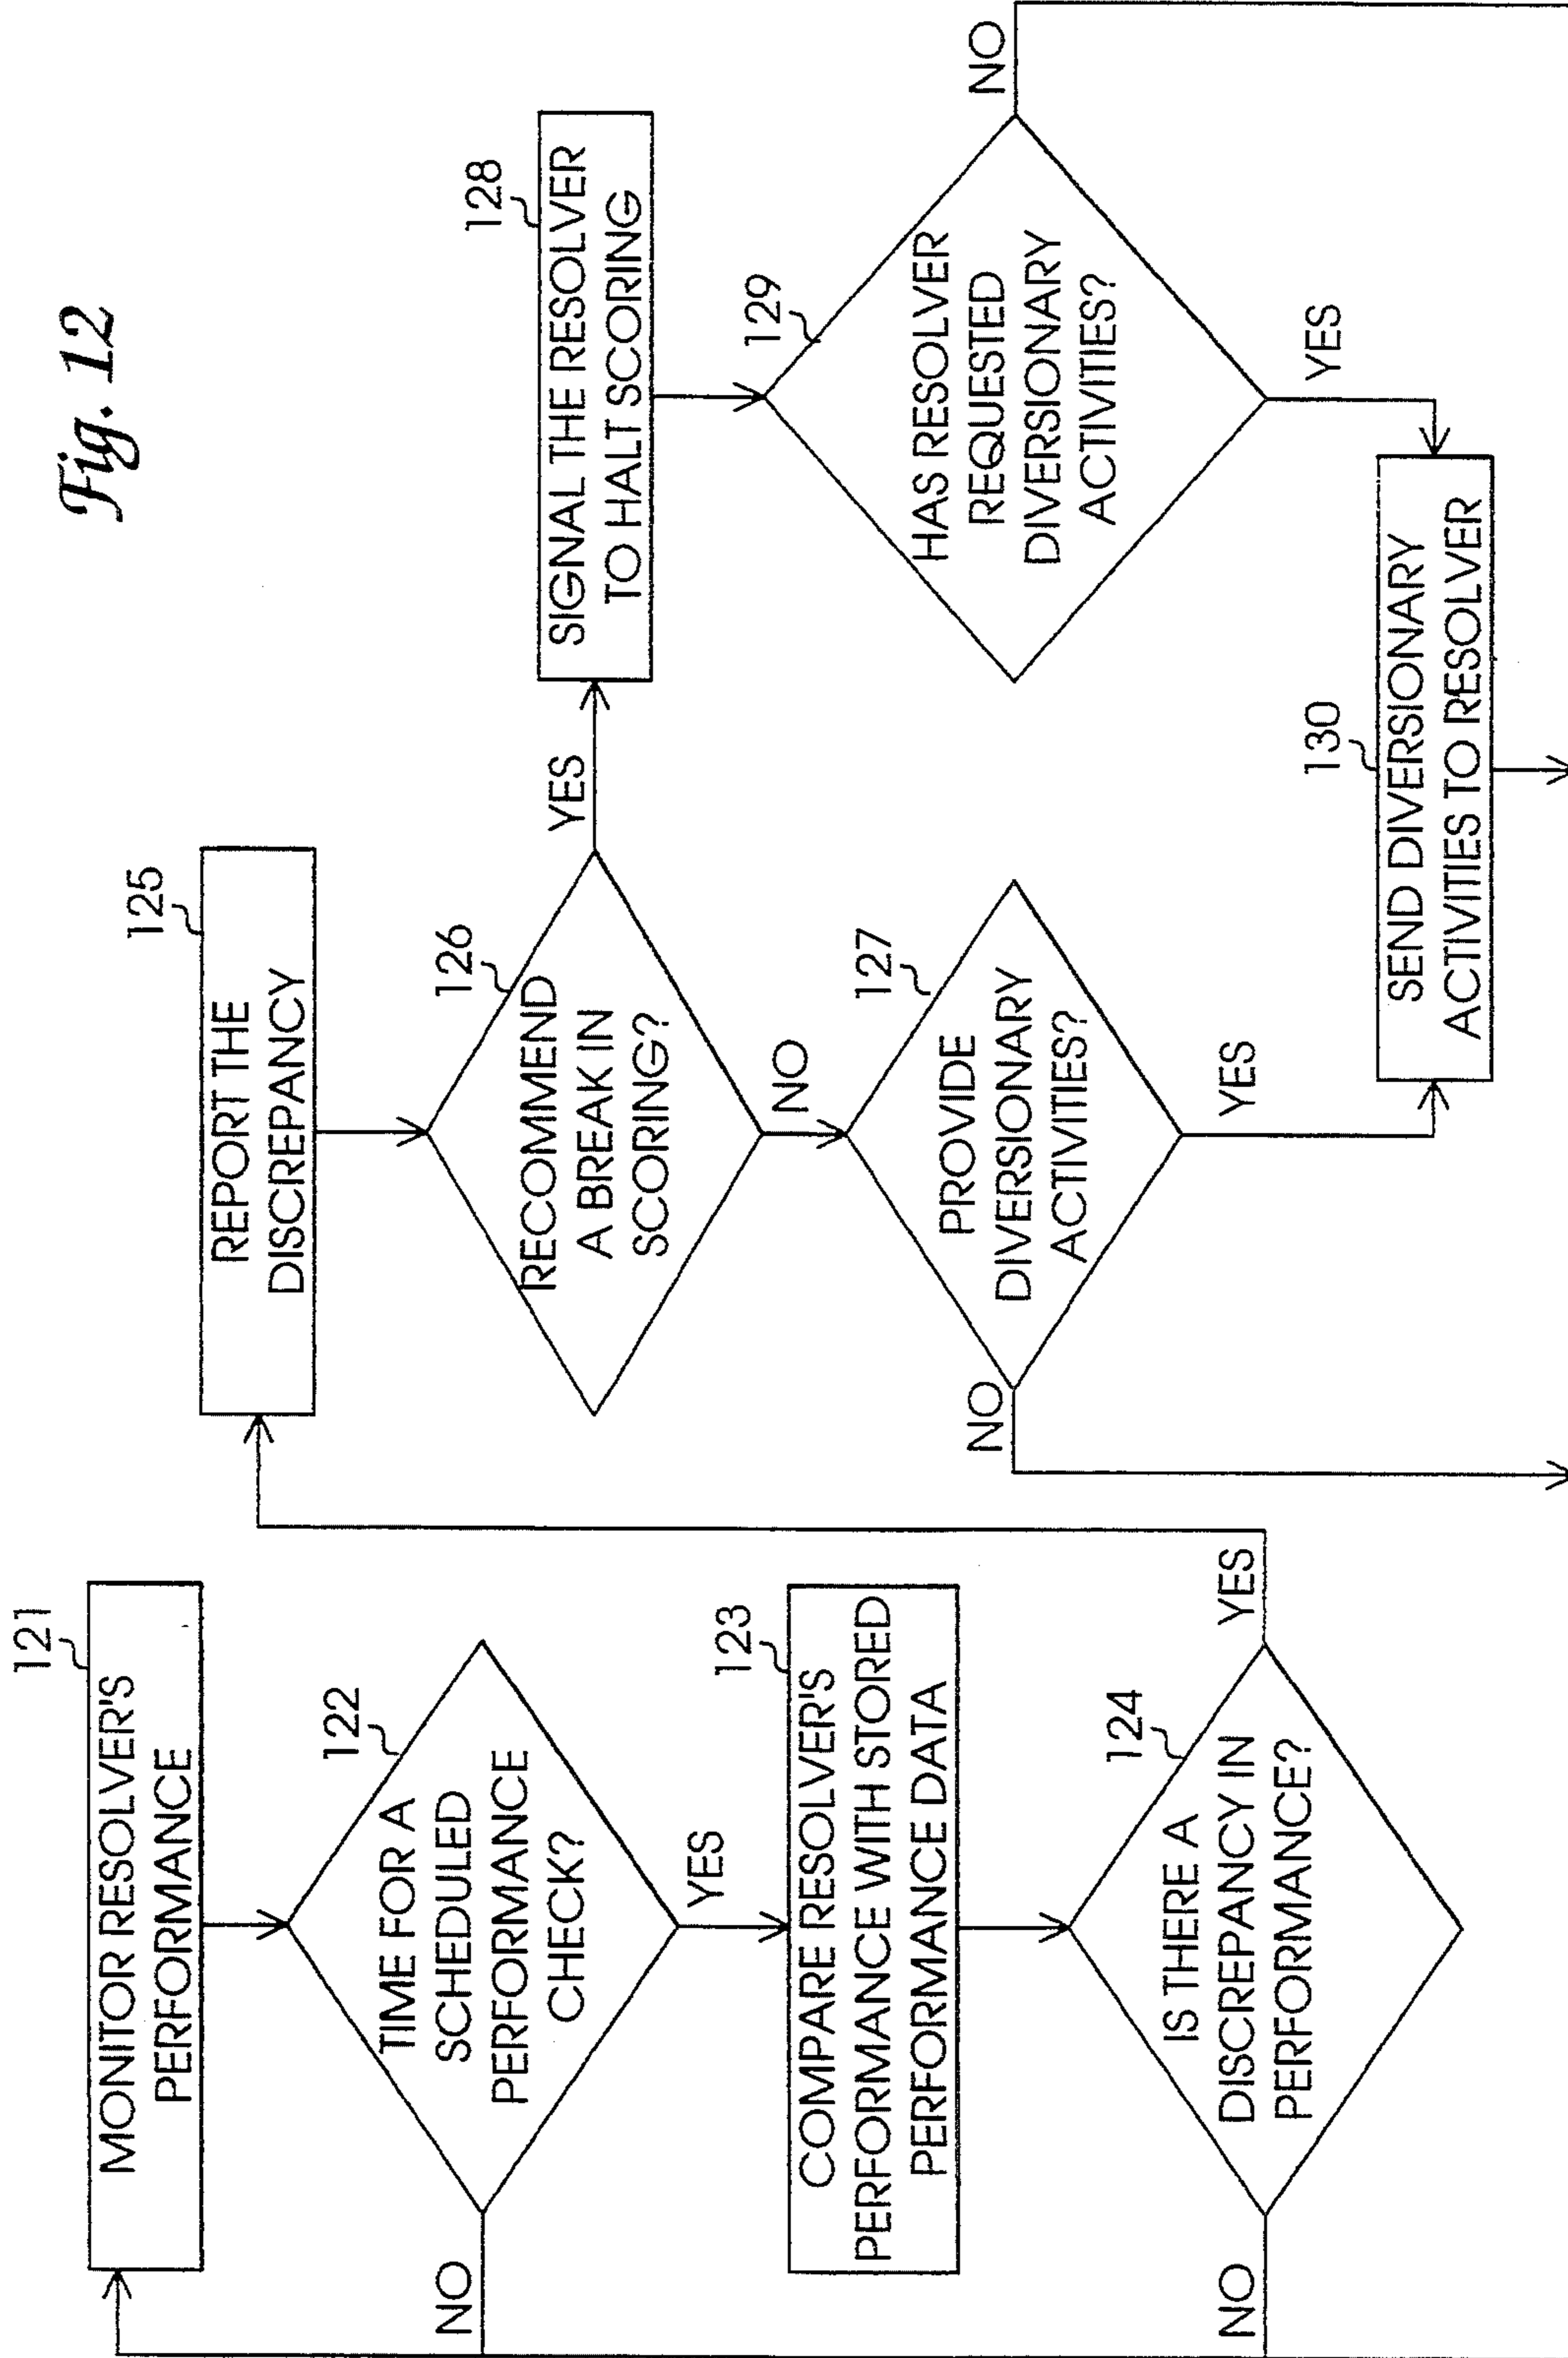 Fig. 12
121
MONITOR RESOLVER'S
PERFORMANCE
122
TIME FOR A
SCHEDULED
PERFORMANCE
CHECK?
NO
YES
123
COMPARE RESOLVER'S
PERFORMANCE WITH STORED
PERFORMANCE DATA
124
IS THERE A
DISCREPANCY IN
PERFORMANCE?
NO
YES
125
REPORT THE
DISCREPANCY
126
RECOMMEND
A BREAK IN
SCORING?
YES
NO
127
PROVIDE
DIVERSIONARY
ACTIVITIES?
NO
YES
128
SIGNAL THE RESOLVER
TO HALT SCORING
129
HAS RESOLVER
REQUESTED
DIVERSIONARY
ACTIVITIES?
NO
YES
130
SEND DIVERSIONARY
ACTIVITIES TO RESOLVER